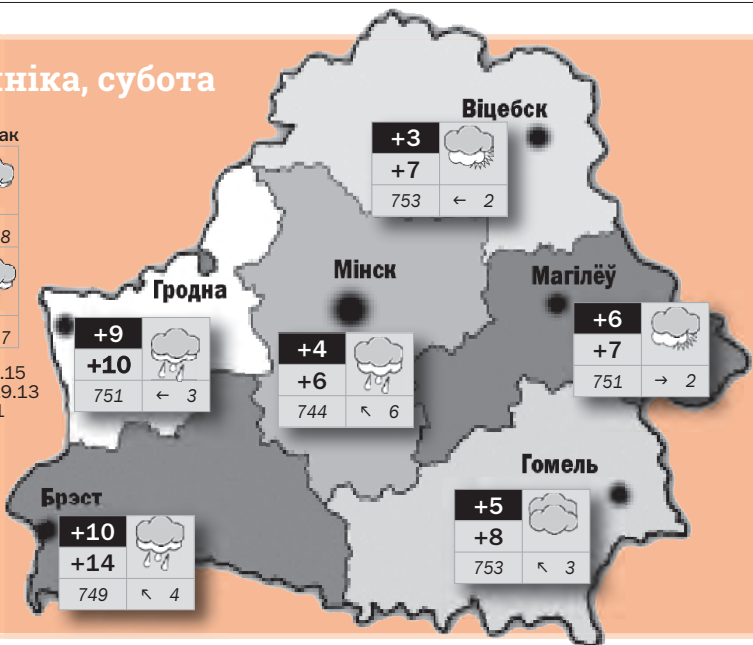 ніка, субота
ак
8
7
.15
9.13
1
Віцебск
+3
+7
753 ← 2
Мінск
+4
+6
744 ↖ 6
Магілёў
+6
+7
751 → 2
Гродна
+9
+10
751 ← 3
Гомель
+5
+8
753 ↖ 3
Брэст
+10
+14
749 ↖ 4